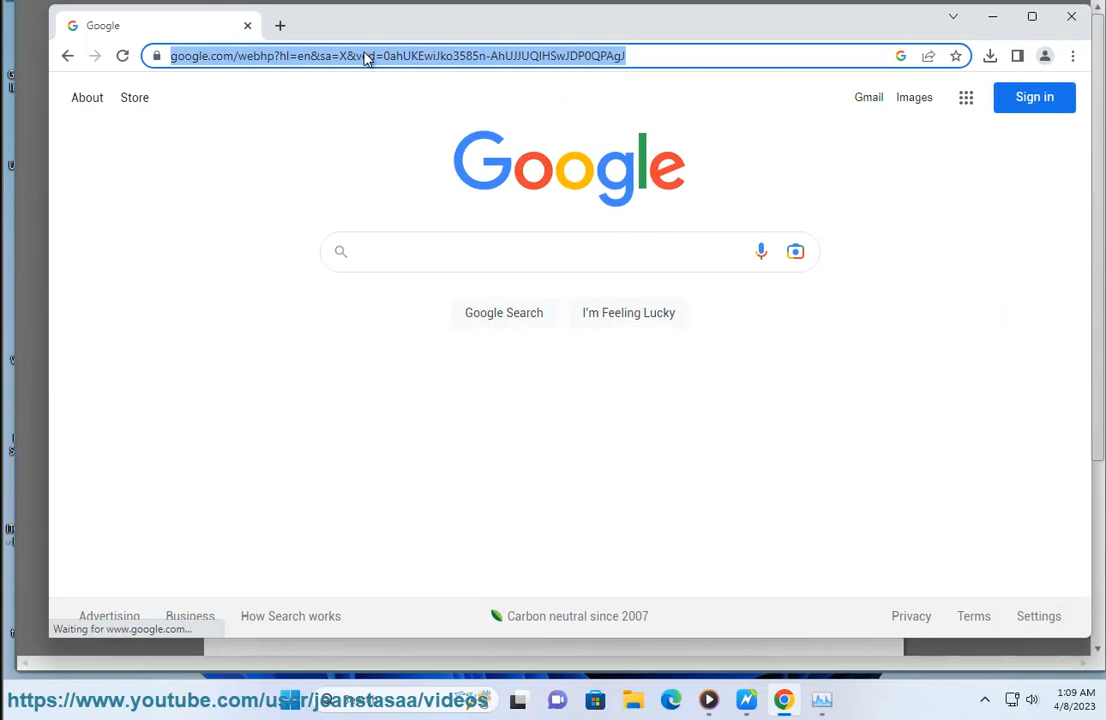 Google
google.com/webhp?hl=en&sa=X&ved=0ahUKEwiJko3585n-AhUJJUQIHSwJDP0QPAgJ
About Store Gmail Images Sign in
Google
Google Search I'm Feeling Lucky
Advertising Business How Search works Carbon neutral since 2007 Privacy Terms Settings
Waiting for www.google.com...
https://www.youtube.com/user/jeanstasaa/videos
1:09 AM
4/8/2023